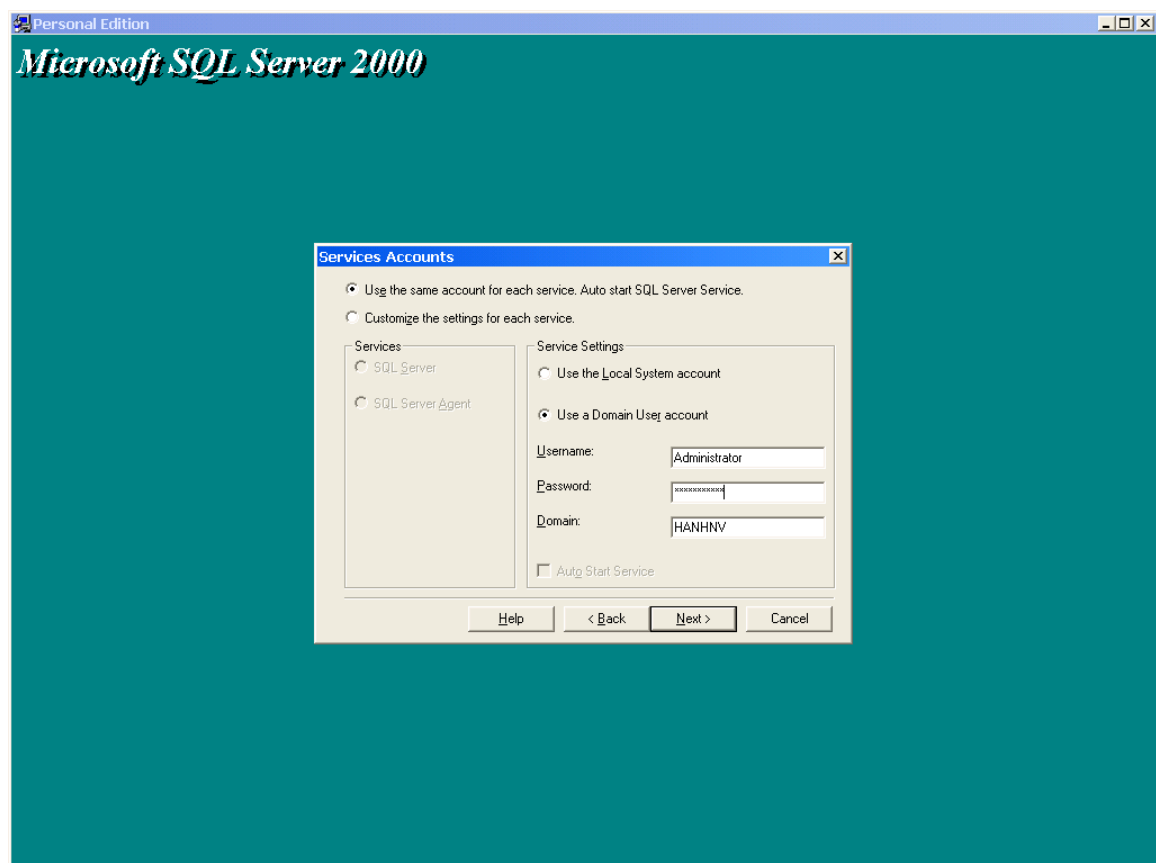 Personal Edition
Microsoft SQL Server 2000
Services Accounts
Use the same account for each service. Auto start SQL Server Service.
Customize the settings for each service.
Services
SQL Server
SQL Server Agent
Service Settings
Use the Local System account
Use a Domain User account
Username:
Administrator
Password:
***********
Domain:
HANHNV
Auto Start Service
Help
< Back
Next >
Cancel